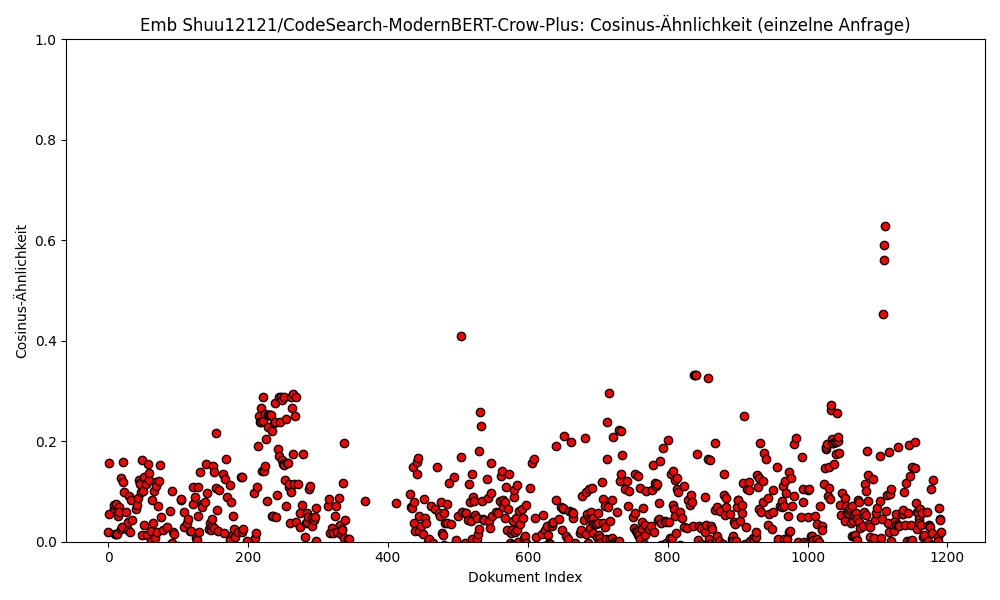 Emb Shuu12121/CodeSearch-ModernBERT-Crow-Plus: Cosinus-Ähnlichkeit (einzelne Anfrage)
1.0
0.8
0.6
0.4
0.2
0.0
Cosinus-Ähnlichkeit
0 200 400 600 800 1000 1200
Dokument Index